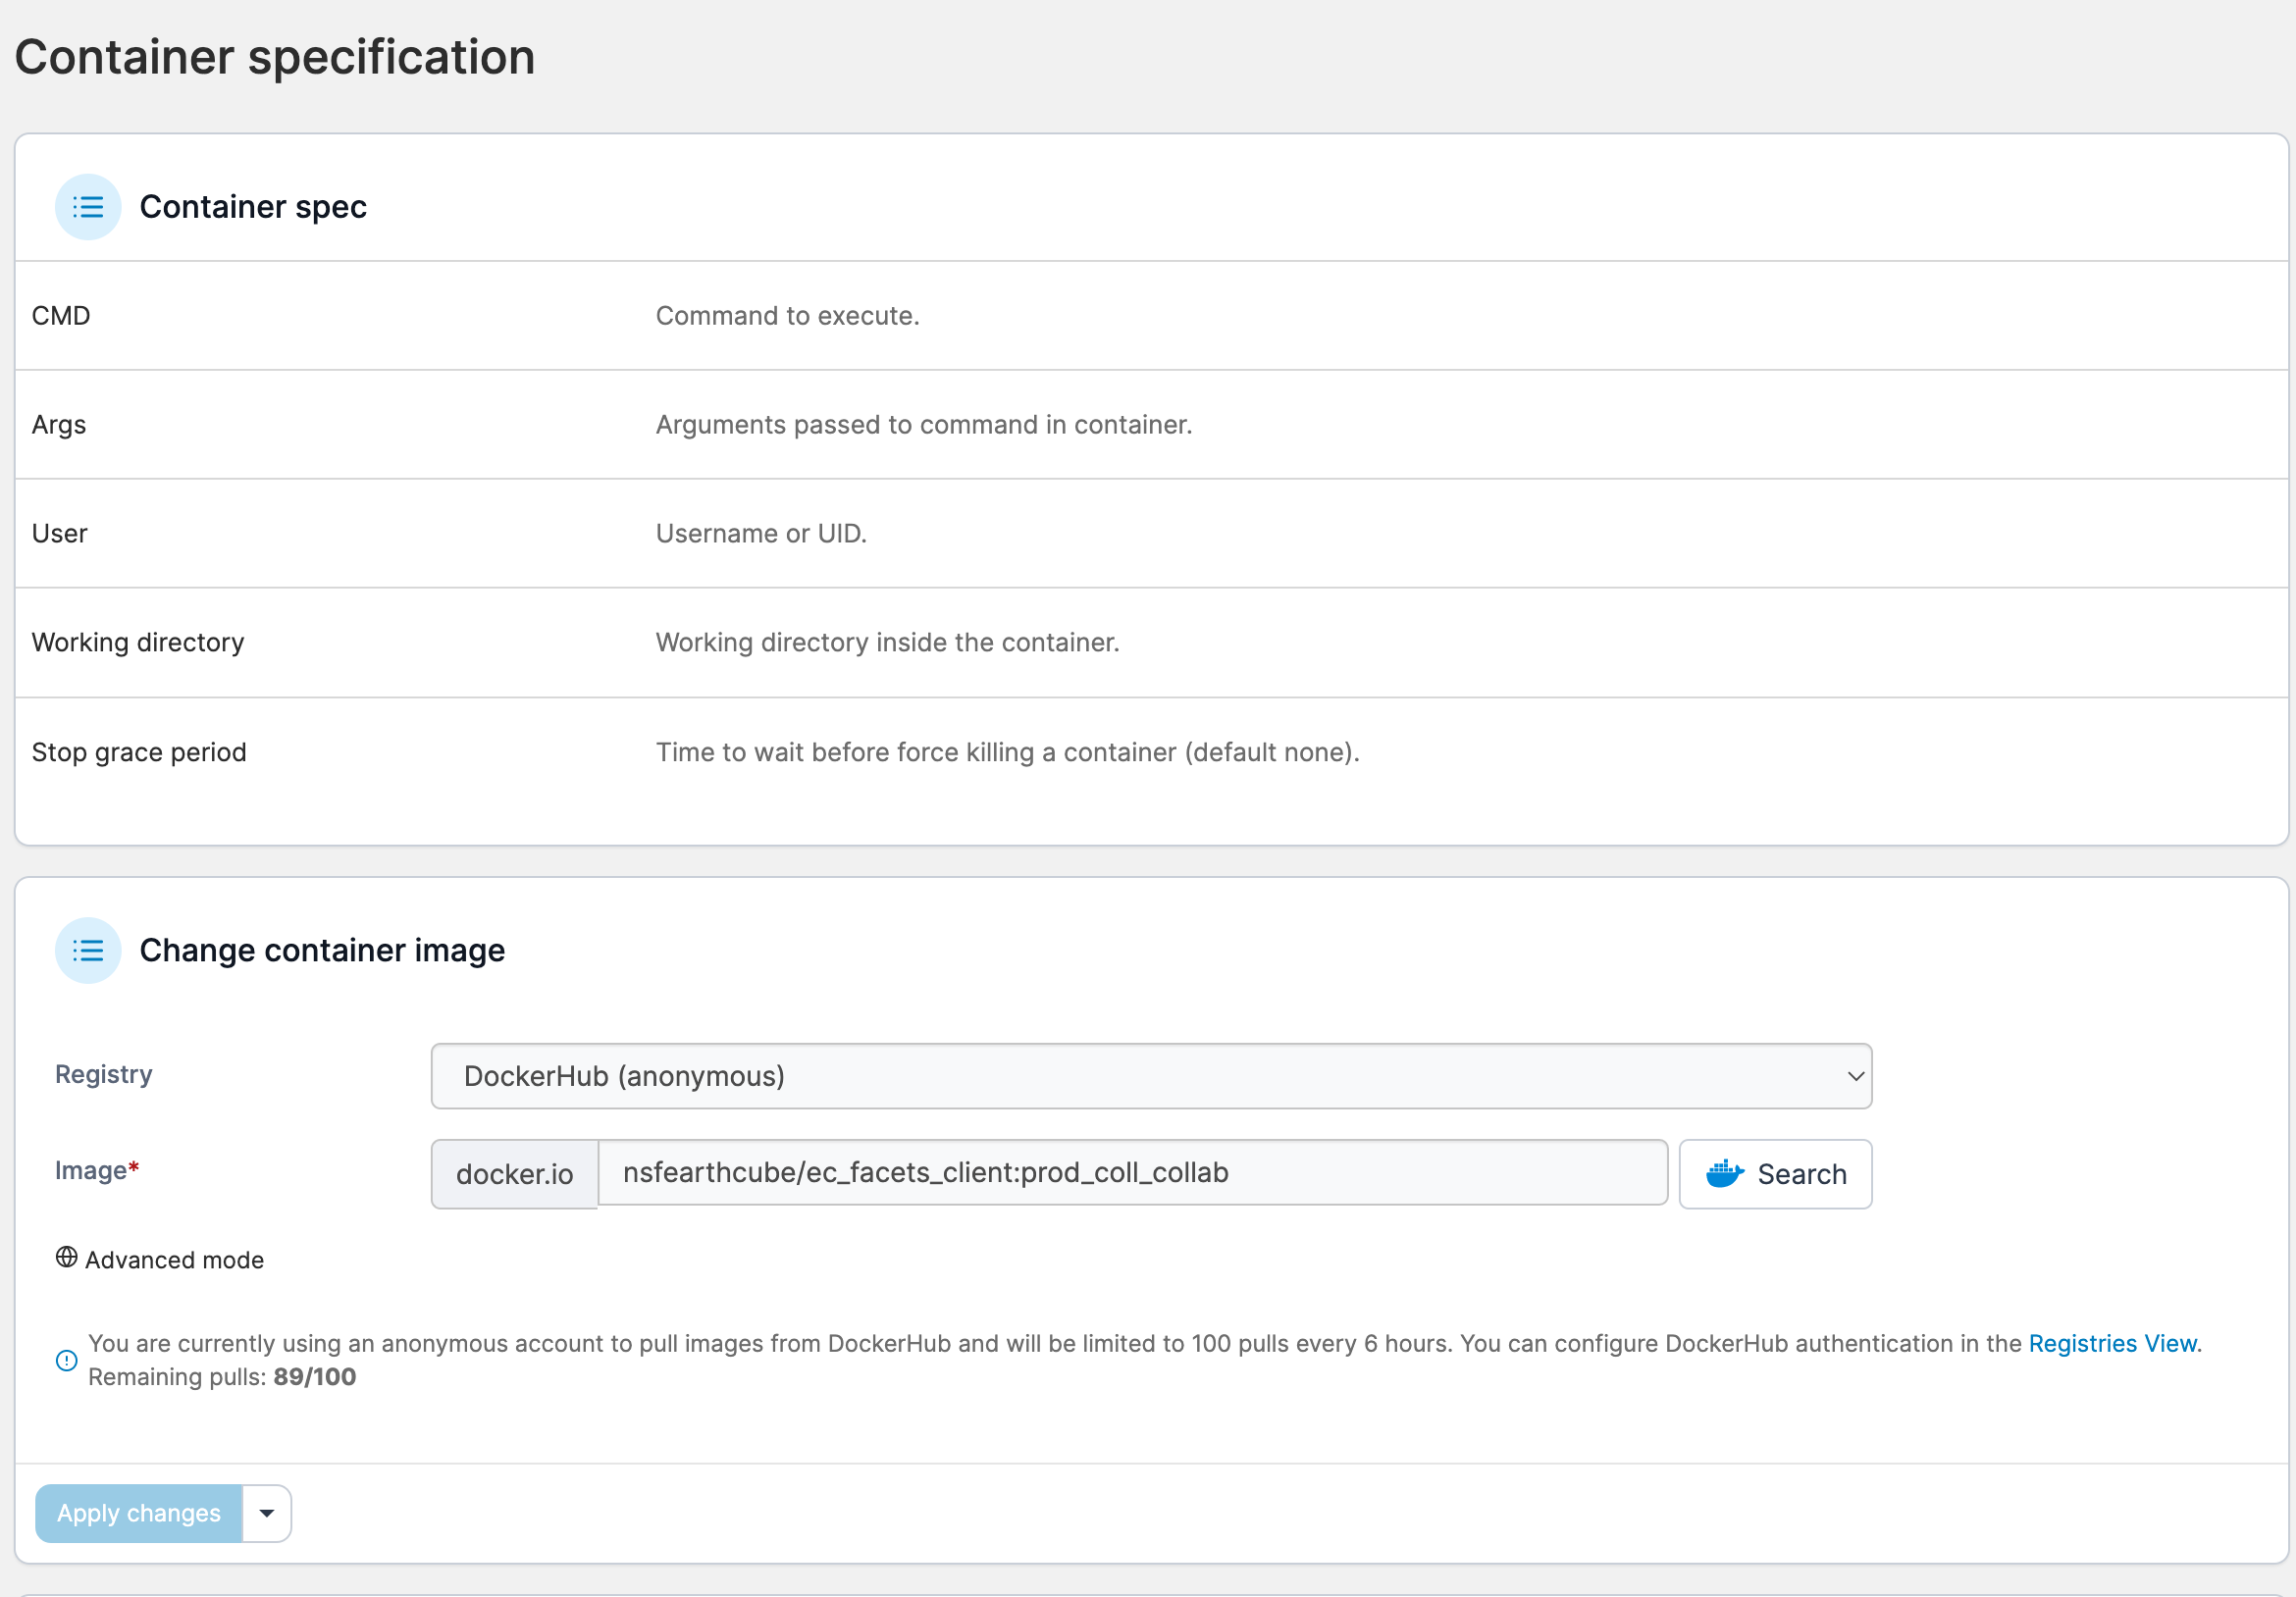 Container specification
Container spec
CMD Command to execute.
Args Arguments passed to command in container.
User Username or UID.
Working directory Working directory inside the container.
Stop grace period Time to wait before force killing a container (default none).
Change container image
Registry DockerHub (anonymous)
Image* docker.io nsfearthcube/ec_facets_client:prod_coll_collab Search
Advanced mode
You are currently using an anonymous account to pull images from DockerHub and will be limited to 100 pulls every 6 hours. You can configure DockerHub authentication in the Registries View.
Remaining pulls: 89/100
Apply changes